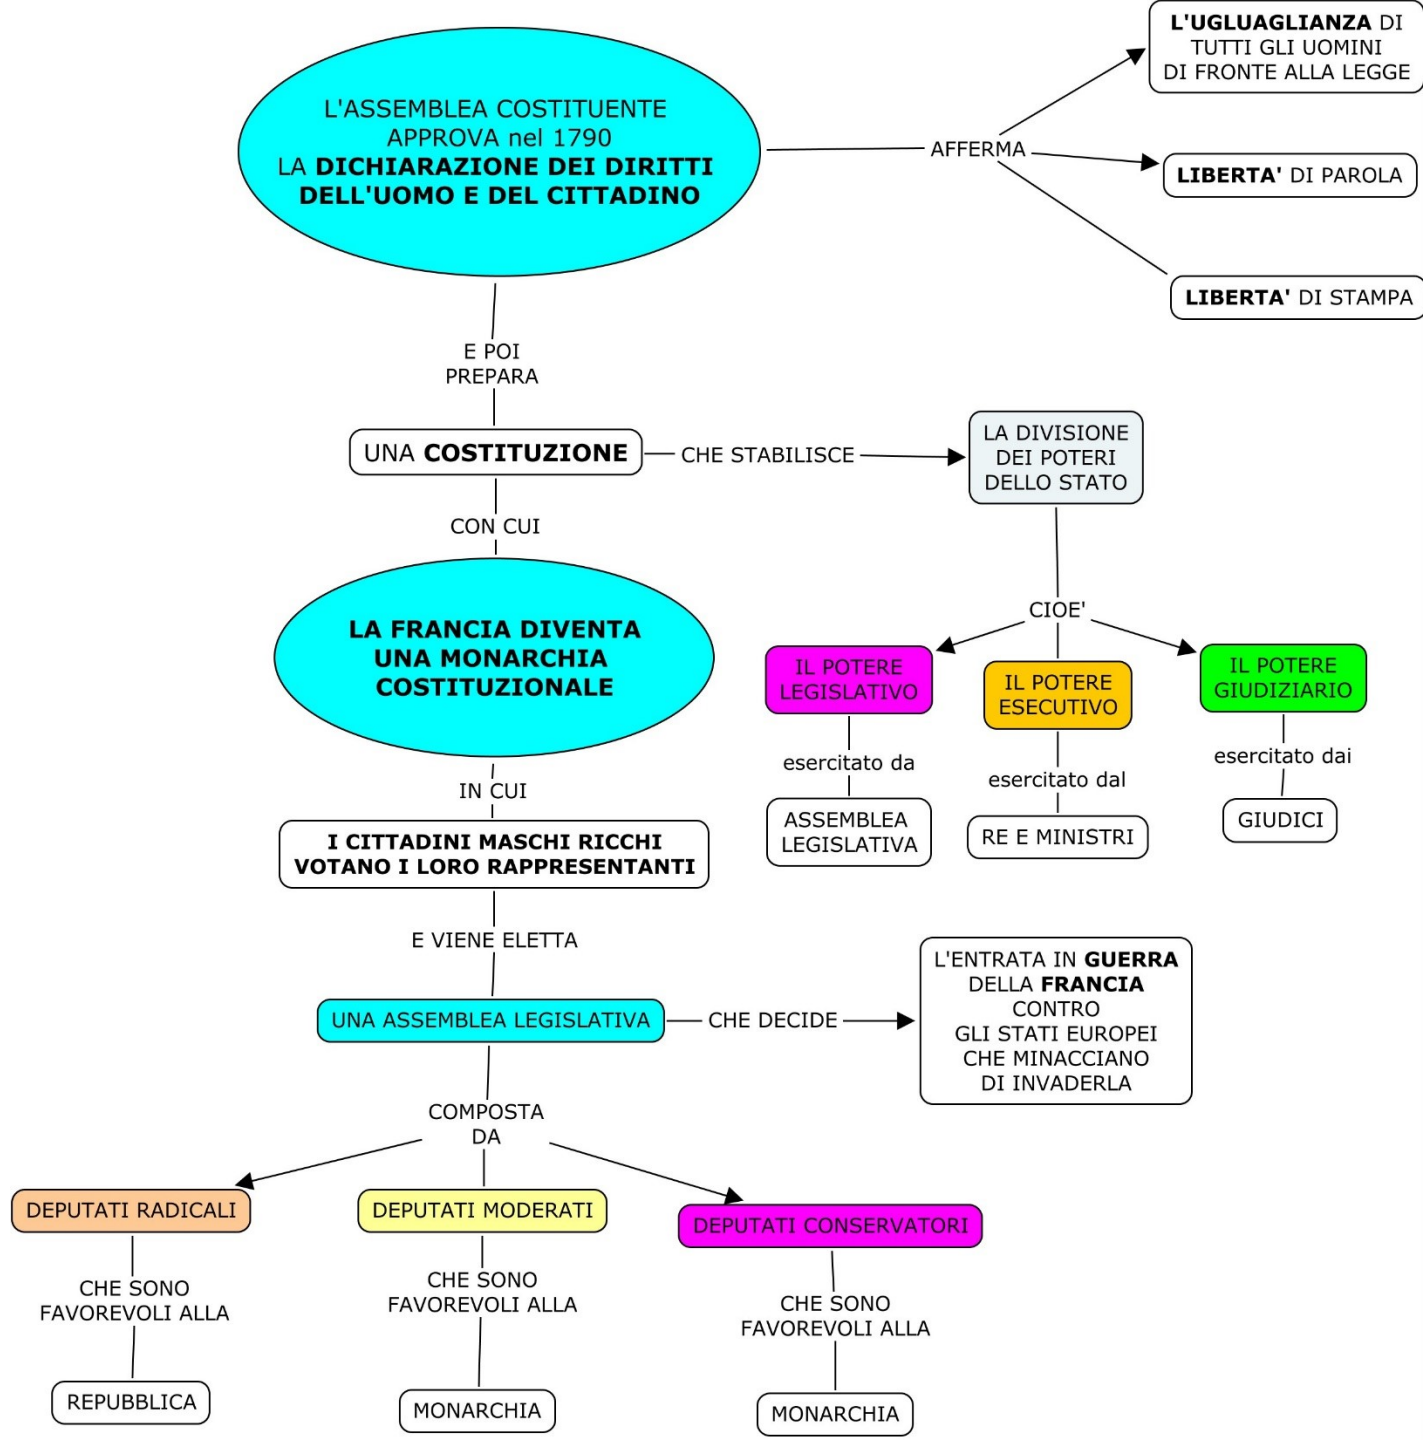 L'ASSEMBLEA COSTITUENTE
APPROVA nel 1790
LA DICHIARAZIONE DEI DIRITTI
DELL'UOMO E DEL CITTADINO
AFFERMA
L'UGLUAGLIANZA DI
TUTTI GLI UOMINI
DI FRONTE ALLA LEGGE
LIBERTA' DI PAROLA
LIBERTA' DI STAMPA
E POI
PREPARA
UNA COSTITUZIONE
CHE STABILISCE
LA DIVISIONE
DEI POTERI
DELLO STATO
CIOE'
IL POTERE
LEGISLATIVO
esercitato da
ASSEMBLEA
LEGISLATIVA
IL POTERE
ESECUTIVO
esercitato dal
RE E MINISTRI
IL POTERE
GIUDIZIARIO
esercitato dai
GIUDICI
CON CUI
LA FRANCIA DIVENTA
UNA MONARCHIA
COSTITUZIONALE
IN CUI
I CITTADINI MASCHI RICCHI
VOTANO I LORO RAPPRESENTANTI
E VIENE ELETTA
UNA ASSEMBLEA LEGISLATIVA
CHE DECIDE
L'ENTRATA IN GUERRA
DELLA FRANCIA
CONTRO
GLI STATI EUROPEI
CHE MINACCIANO
DI INVADERLA
COMPOSTA
DA
DEPUTATI RADICALI
CHE SONO
FAVOREVOLI ALLA
REPUBBLICA
DEPUTATI MODERATI
CHE SONO
FAVOREVOLI ALLA
MONARCHIA
DEPUTATI CONSERVATORI
CHE SONO
FAVOREVOLI ALLA
MONARCHIA